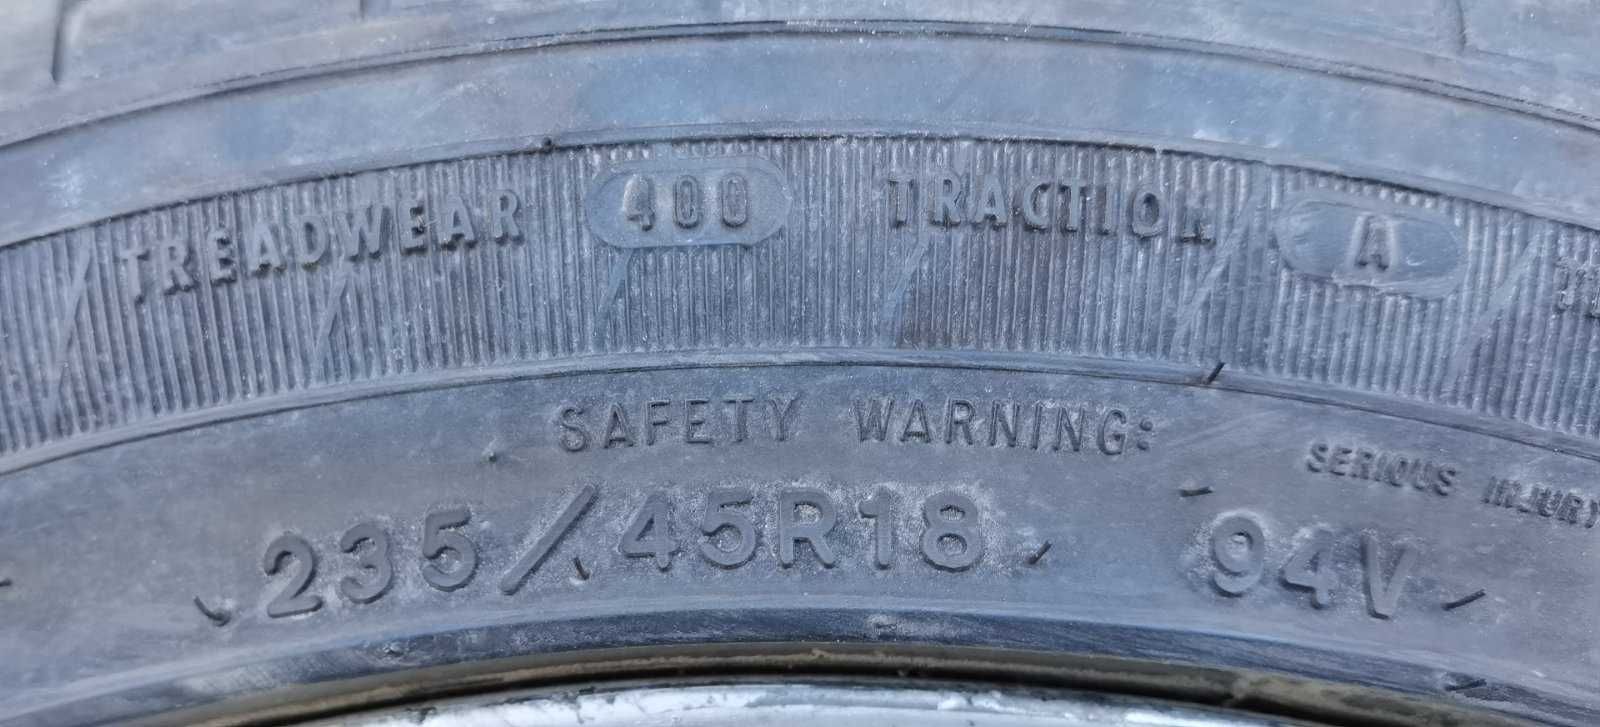 TREADWEAR 400 TRACTION A
SAFETY WARNING:
SERIOUS INJURY
235/45R18 94V